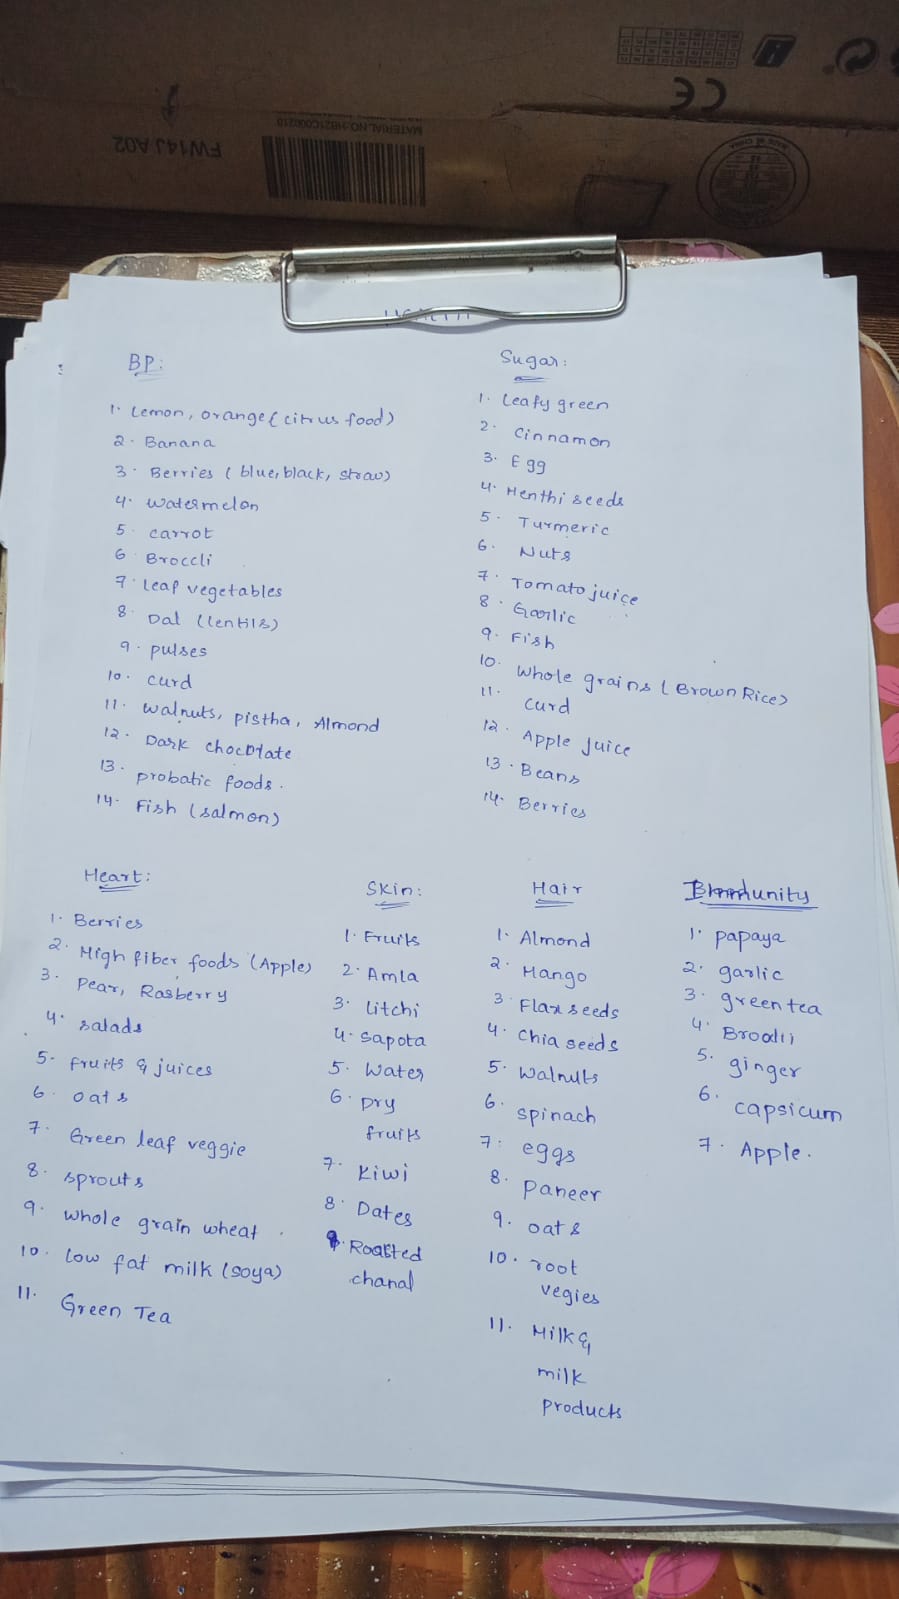 FW14J A02
MATERIAL NO:HB21C000210
CE
HEALTH
BP:
1. Lemon, orange (citrus food)
2. Banana
3. Berries (blue, black, straw)
4. watermelon
5. carrot
6. Broccli
7. Leaf vegetables
8. Dal (lentils)
9. pulses
10. curd
11. walnuts, pistha, Almond
12. Dark choclate
13. probatic foods.
14. Fish (salmon)
Sugar:
1. Leafy green
2. Cinnamon
3. Egg
4. Menthi seeds
5. Turmeric
6. Nuts
7. Tomato juice
8. Garlic
9. Fish
10. Whole grains (Brown Rice)
11. curd
12. Apple juice
13. Beans
14. Berries
Heart:
1. Berries
2. High fiber foods (Apple)
3. Pear, Rasberry
4. salads
5. fruits & juices
6. oats
7. Green leaf veggie
8. sprouts
9. whole grain wheat
10. low fat milk (soya)
11. Green Tea
Skin:
1. Fruits
2. Amla
3. litchi
4. sapota
5. Water
6. Dry
fruits
7. Kiwi
8. Dates
9. Roasted
chanal
Hair
1. Almond
2. Mango
3. Flax seeds
4. Chia seeds
5. Walnuts
6. spinach
7. eggs
8. Paneer
9. oats
10. root
vegies
11. Milk &
milk
products
Immunity
1. papaya
2. garlic
3. green tea
4.
5. ginger
6. capsicum
7. Apple.